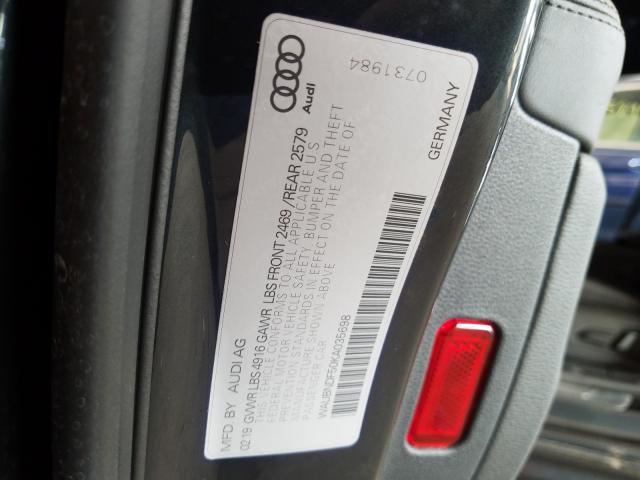 0731984
Audi
MFD. BY AUDI AG
GERMANY
0219 GVWR LBS 4916 GAWR LBS FRONT 2469 / REAR 2579
THIS VEHICLE CONFORMS TO ALL APPLICABLE U S
FEDERAL MOTOR VEHICLE SAFETY, BUMPER AND THEFT
PREVENTION STANDARDS IN EFFECT ON THE DATE OF
MANUFACTURE SHOWN ABOVE
PASSENGER CAR
WAUBNDF50KA035698